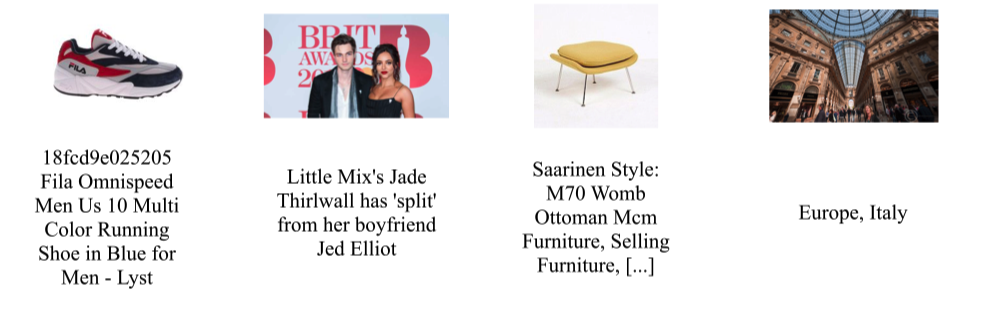 FILA
BRIT
AWARDS
20
18fcd9e025205
Fila Omnispeed
Men Us 10 Multi
Color Running
Shoe in Blue for
Men - Lyst
Little Mix's Jade
Thirlwall has 'split'
from her boyfriend
Jed Elliot
Saarinen Style:
M70 Womb
Ottoman Mcm
Furniture, Selling
Furniture, [...]
Europe, Italy